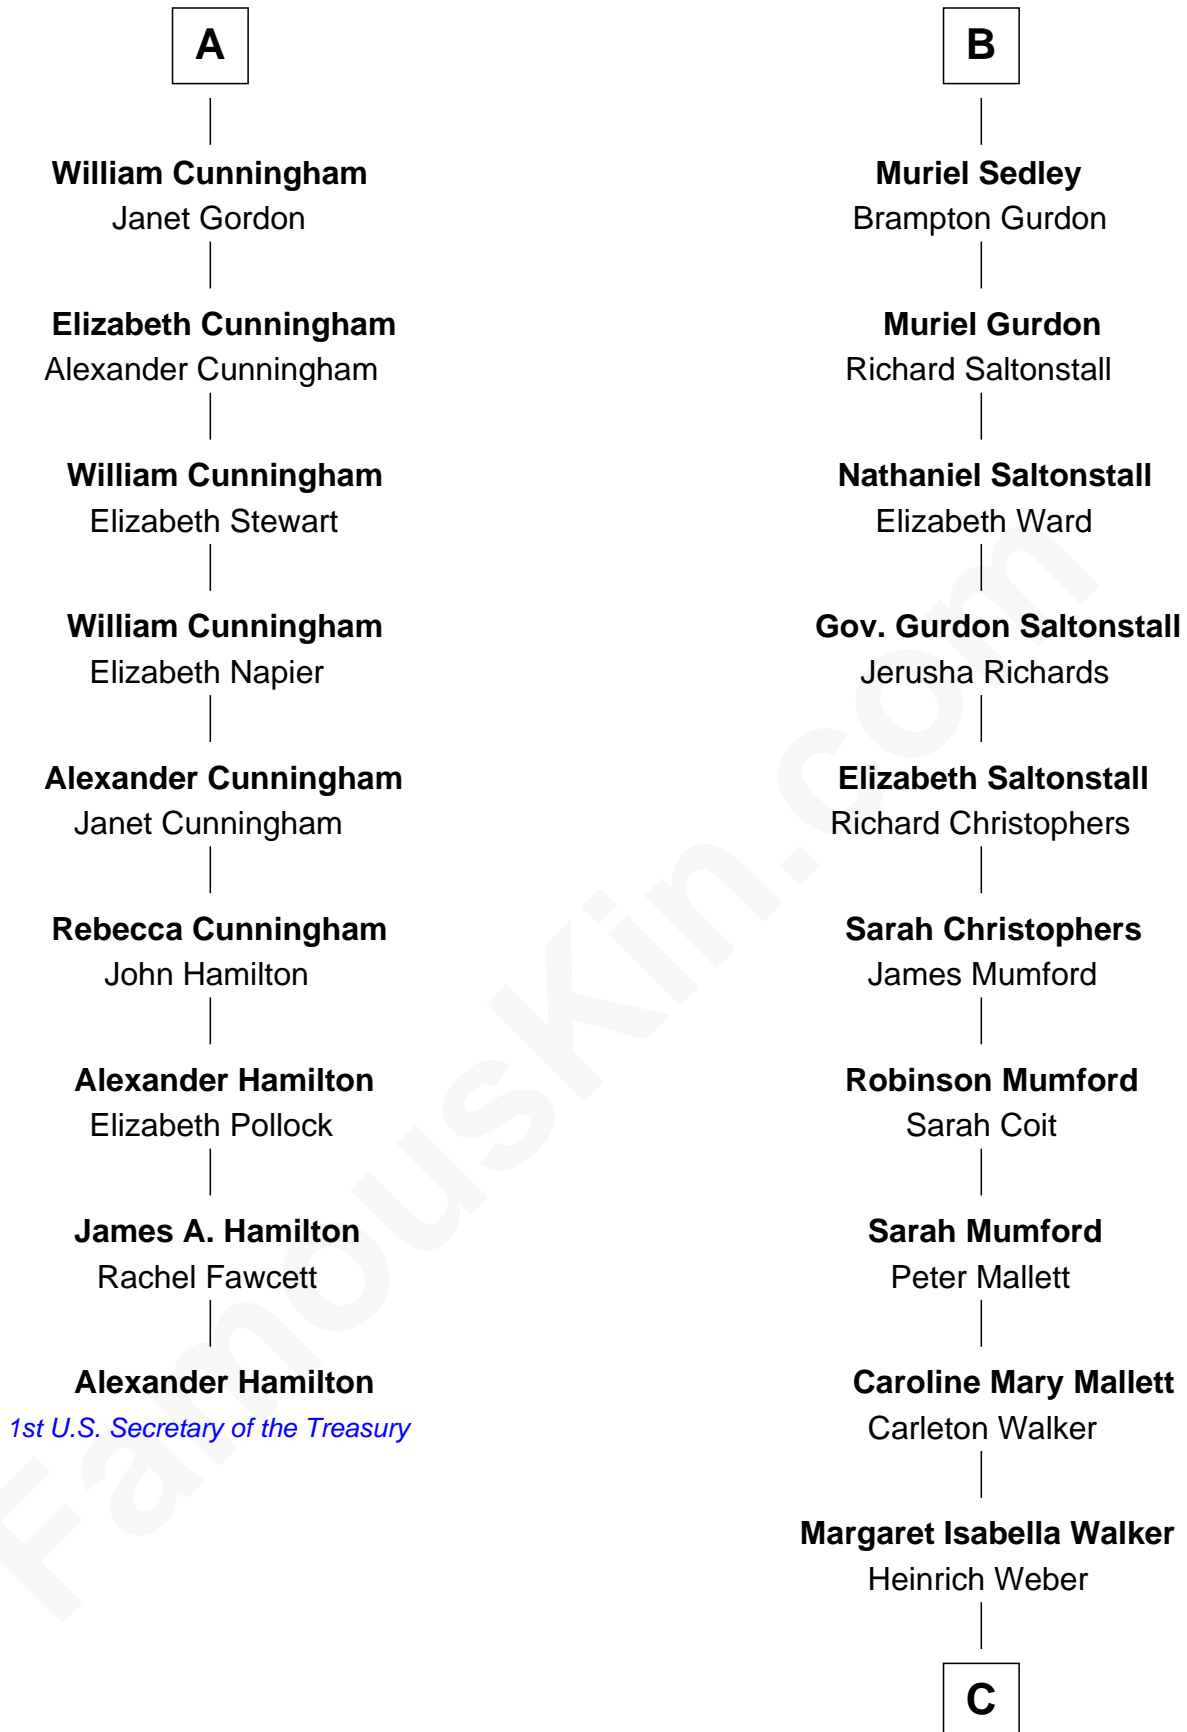 A
William Cunningham
Janet Gordon
Elizabeth Cunningham
Alexander Cunningham
William Cunningham
Elizabeth Stewart
William Cunningham
Elizabeth Napier
Alexander Cunningham
Janet Cunningham
Rebecca Cunningham
John Hamilton
Alexander Hamilton
Elizabeth Pollock
James A. Hamilton
Rachel Fawcett
Alexander Hamilton
1st U.S. Secretary of the Treasury
B
Muriel Sedley
Brampton Gurdon
Muriel Gurdon
Richard Saltonstall
Nathaniel Saltonstall
Elizabeth Ward
Gov. Gurdon Saltonstall
Jerusha Richards
Elizabeth Saltonstall
Richard Christophers
Sarah Christophers
James Mumford
Robinson Mumford
Sarah Coit
Sarah Mumford
Peter Mallett
Caroline Mary Mallett
Carleton Walker
Margaret Isabella Walker
Heinrich Weber
C
FamousKin.com